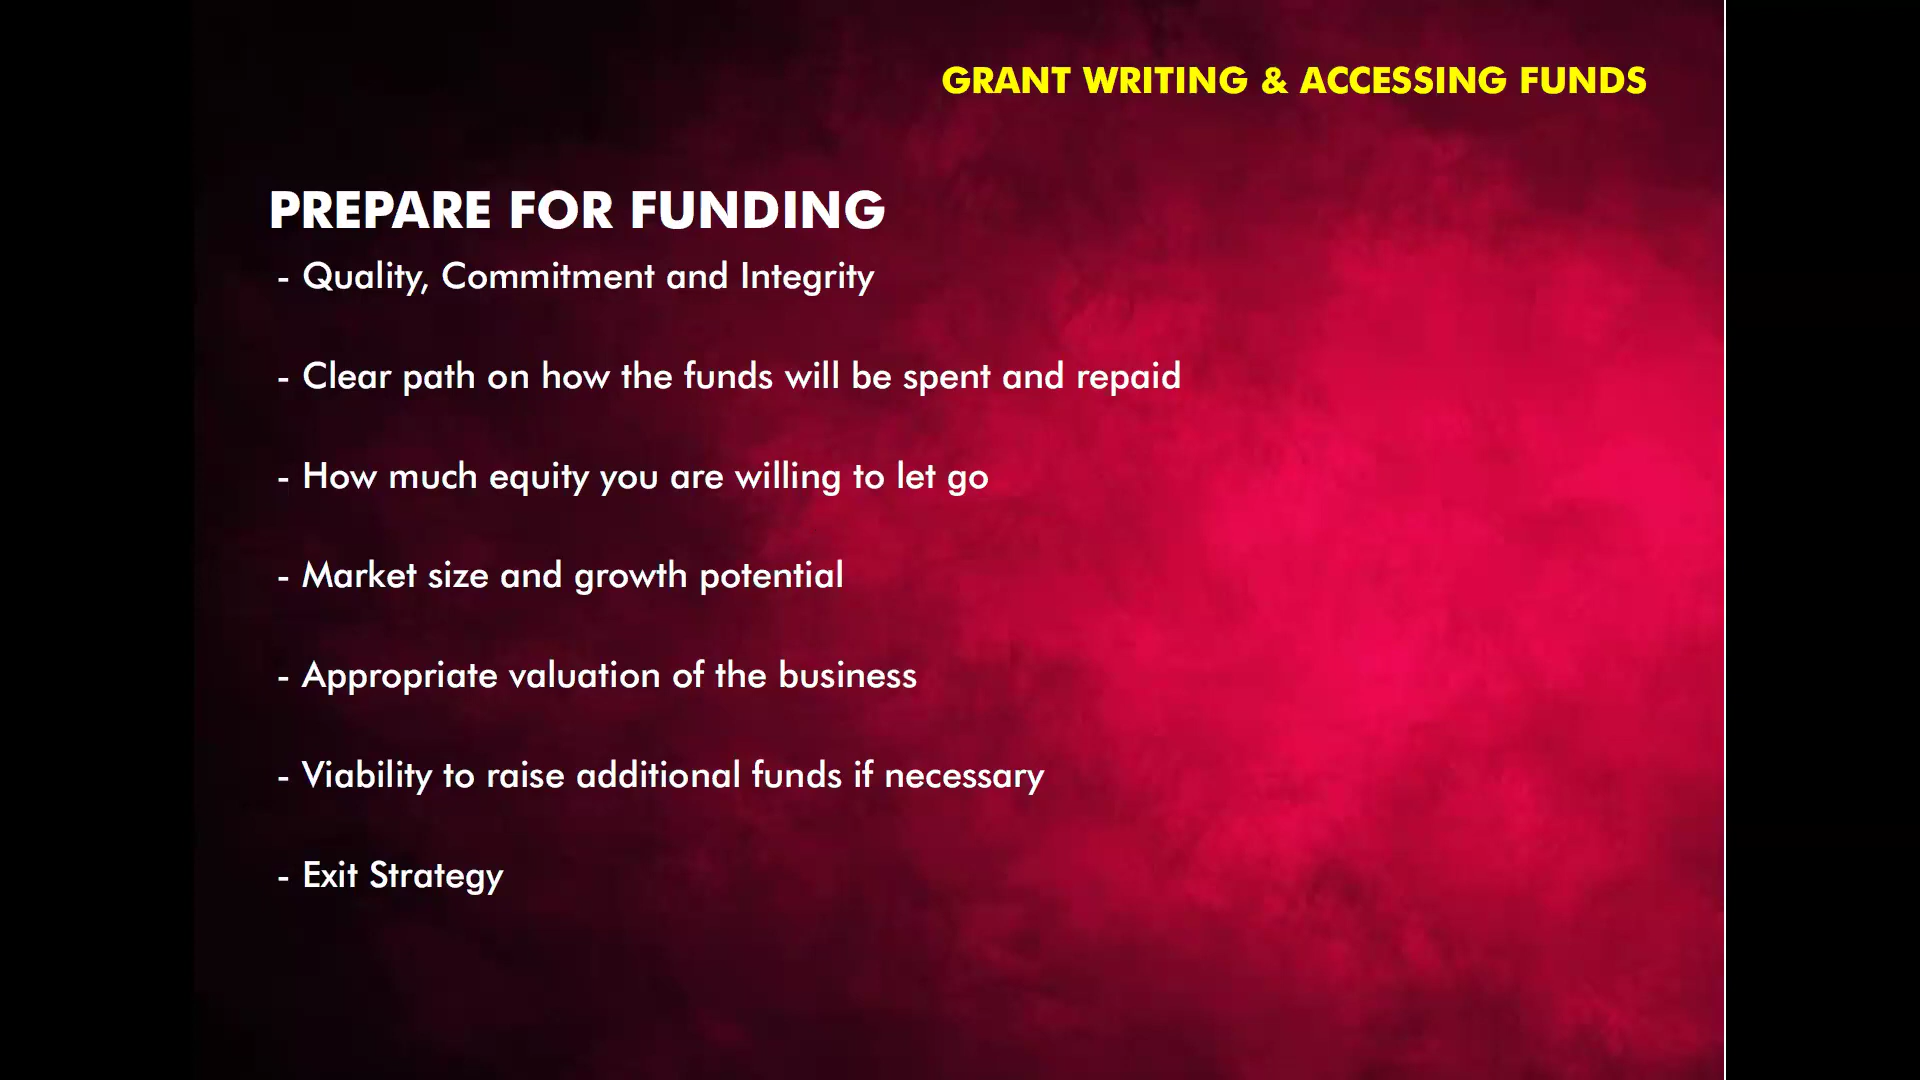 GRANT WRITING & ACCESSING FUNDS
PREPARE FOR FUNDING
- Quality, Commitment and Integrity
- Clear path on how the funds will be spent and repaid
- How much equity you are willing to let go
- Market size and growth potential
- Appropriate valuation of the business
- Viability to raise additional funds if necessary
- Exit Strategy